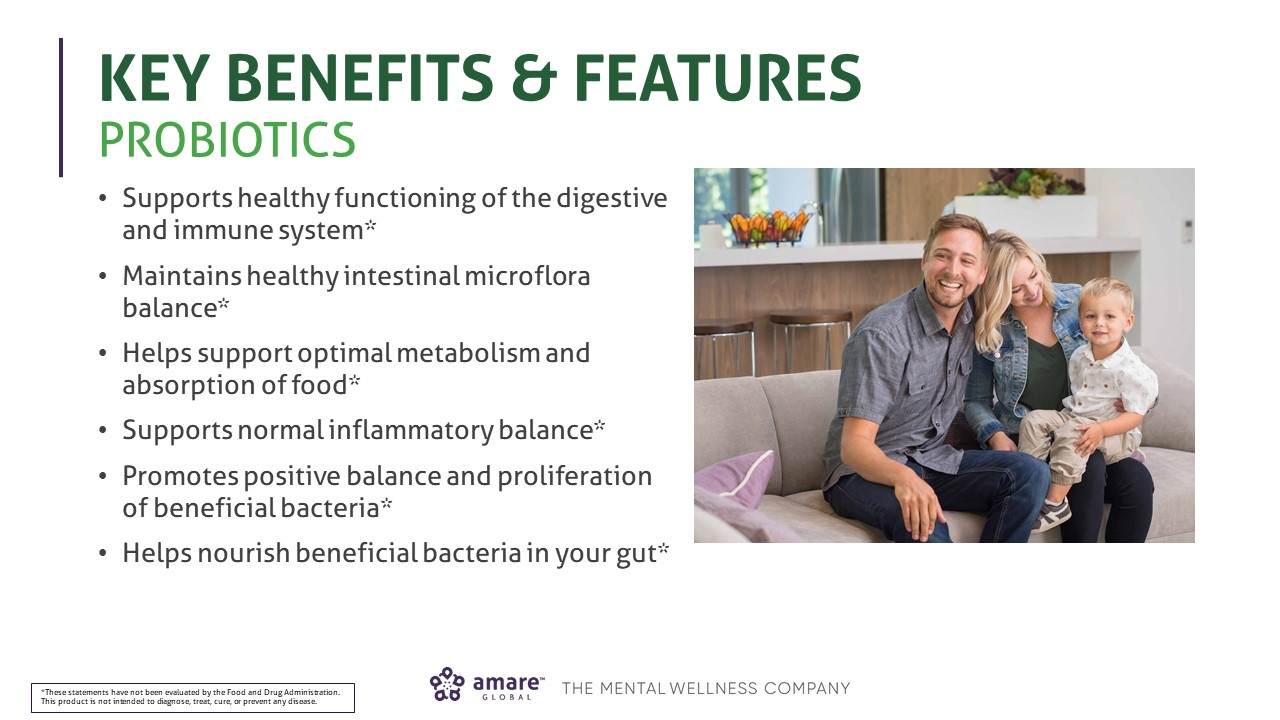 KEY BENEFITS & FEATURES
PROBIOTICS
• Supports healthy functioning of the digestive
and immune system*
• Maintains healthy intestinal microflora
balance*
• Helps support optimal metabolism and
absorption of food*
• Supports normal inflammatory balance*
• Promotes positive balance and proliferation
of beneficial bacteria*
• Helps nourish beneficial bacteria in your gut*
*These statements have not been evaluated by the Food and Drug Administration.
This product is not intended to diagnose, treat, cure, or prevent any disease.
amare™
GLOBAL
THE MENTAL WELLNESS COMPANY